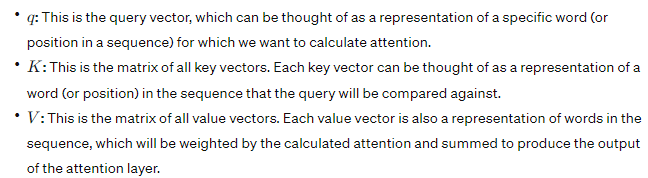 • q: This is the query vector, which can be thought of as a representation of a specific word (or
position in a sequence) for which we want to calculate attention.
• K: This is the matrix of all key vectors. Each key vector can be thought of as a representation of a
word (or position) in the sequence that the query will be compared against.
• V: This is the matrix of all value vectors. Each value vector is also a representation of words in the
sequence, which will be weighted by the calculated attention and summed to produce the output
of the attention layer.